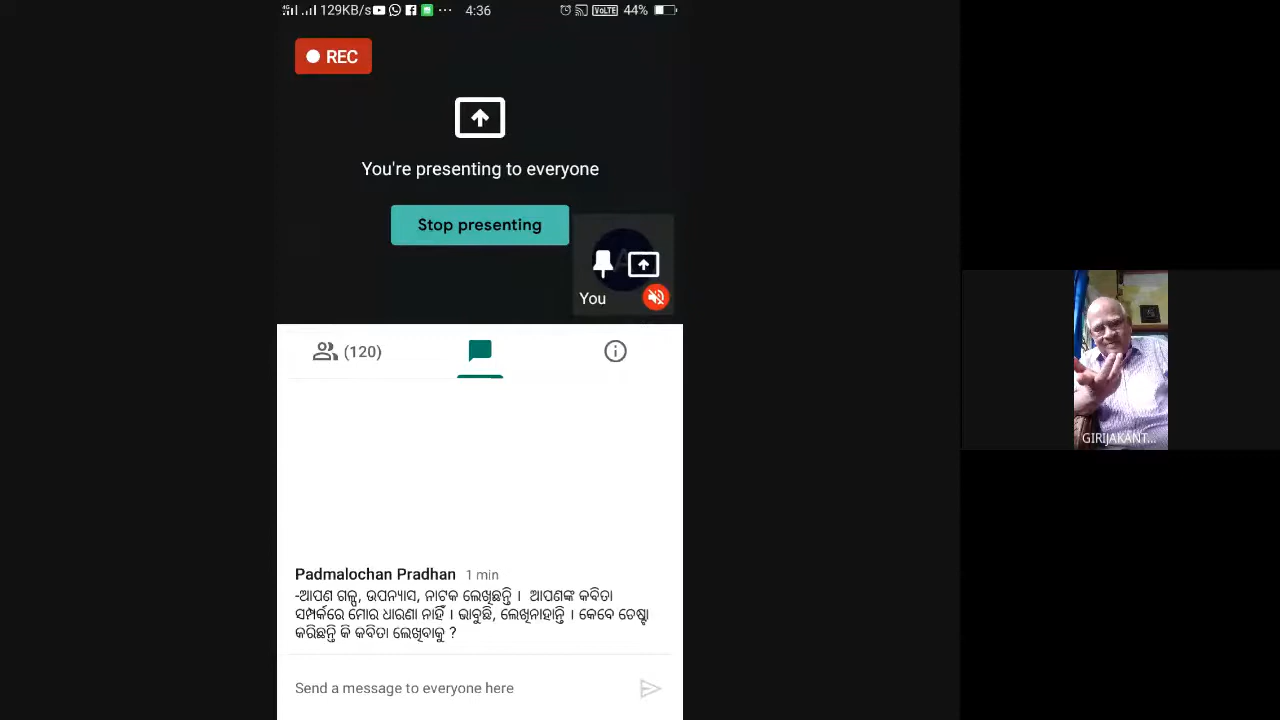 129KB/s ... 4:36 VoLTE 44%
REC
You're presenting to everyone
Stop presenting
You
(120)
GIRIJAKANT...
Padmalochan Pradhan 1 min
-ଆପଣ ଗଳ୍ପ, ଉପନ୍ୟାସ, ନାଟକ ଲେଖିଛନ୍ତି । ଆପଣଙ୍କ କବିତା
ସମ୍ପର୍କରେ ମୋର ଧାରଣା ନାହିଁ । ଭାବୁଛି, ଲେଖିନାହାନ୍ତି । କେବେ ଚେଷ୍ଟା
କରିଛନ୍ତି କି କବିତା ଲେଖିବାକୁ ?
Send a message to everyone here